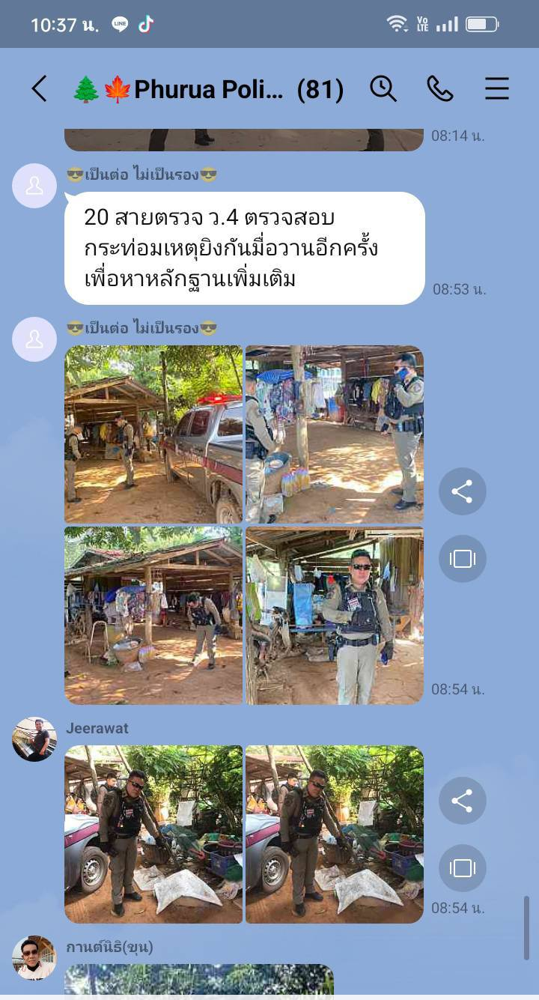 10:37 น. LINE Vo LTE
Phurua Poli... (81)
08:14 น.
เป็นต่อ ไม่เป็นรอง
20 สายตรวจ ว.4 ตรวจสอบ
กระท่อมเหตุยิงกันมื่อวานอีกครั้ง
เพื่อหาหลักฐานเพิ่มเติม
08:53 น.
เป็นต่อ ไม่เป็นรอง
08:54 น.
Jeerawat
08:54 น.
กานต์นิธิ(ขุน)